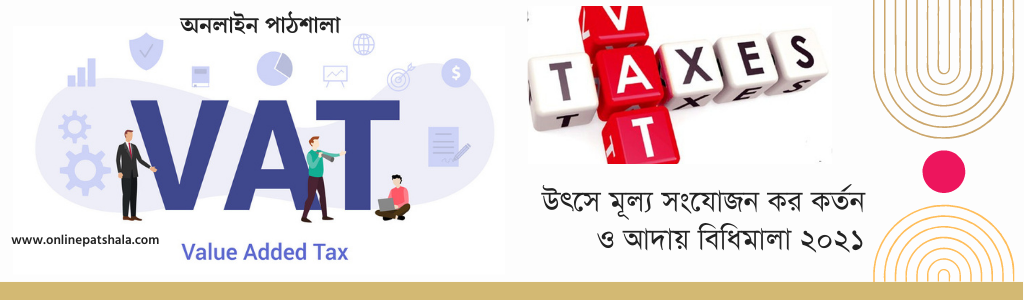 অনলাইন পাঠশালা
VAT
Value Added Tax
www.onlinepatshala.com
TAXES
VAT
উৎসে মূল্য সংযোজন কর কর্তন
ও আদায় বিধিমালা ২০২১